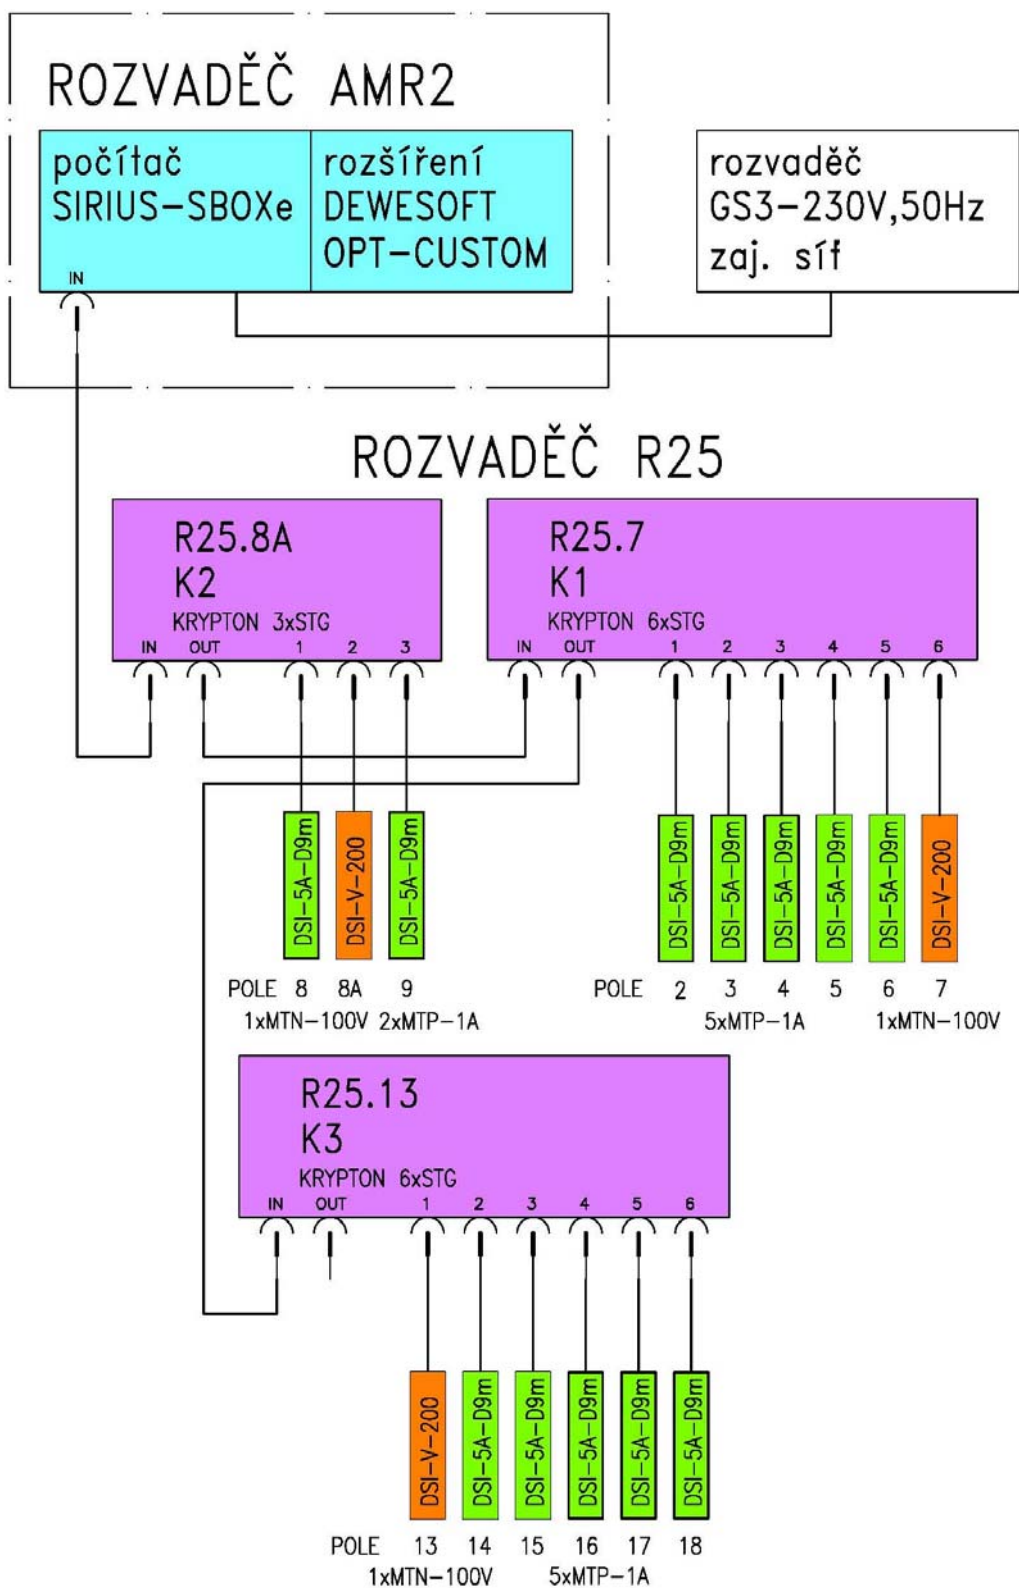 ROZVADĚČ AMR2
počítač
SIRIUS-SBOXe
IN
rozšíření
DEWESOFT
OPT-CUSTOM
rozvaděč
GS3-230V,50Hz
zaj. síť
ROZVADĚČ R25
R25.8A
K2
KRYPTON 3xSTG
IN OUT 1 2 3
R25.7
K1
KRYPTON 6xSTG
IN OUT 1 2 3 4 5 6
DSI-5A-D9m
DSI-V-200
DSI-5A-D9m
POLE 8 8A 9
1xMTN-100V 2xMTP-1A
DSI-5A-D9m
DSI-5A-D9m
DSI-5A-D9m
DSI-5A-D9m
DSI-5A-D9m
DSI-V-200
POLE 2 3 4 5 6 7
5xMTP-1A 1xMTN-100V
R25.13
K3
KRYPTON 6xSTG
IN OUT 1 2 3 4 5 6
DSI-V-200
DSI-5A-D9m
DSI-5A-D9m
DSI-5A-D9m
DSI-5A-D9m
DSI-5A-D9m
POLE 13 14 15 16 17 18
1xMTN-100V 5xMTP-1A